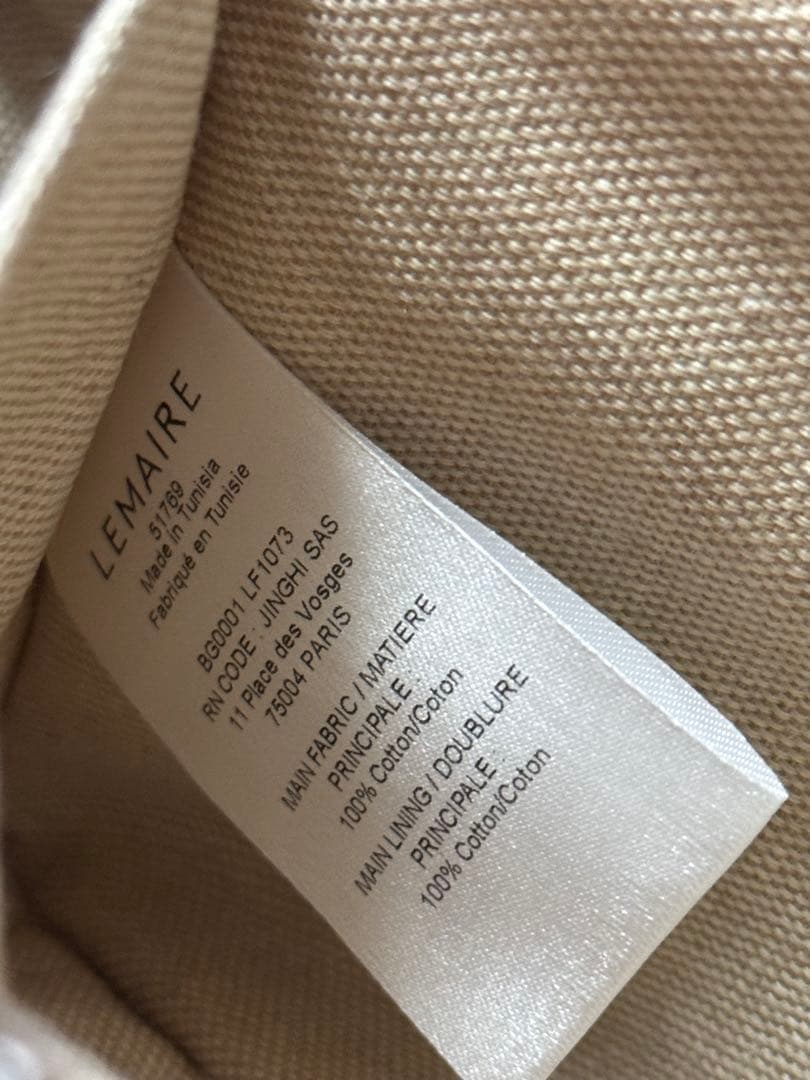 LEMAIRE
51769
Made in Tunisia
Fabriqué en Tunisie
BG0001 LF1073
RN CODE : JINGHI SAS
11 Place des Vosges
75004 PARIS
MAIN FABRIC / MATIERE
PRINCIPALE :
100% Cotton/Coton
MAIN LINING / DOUBLURE
PRINCIPALE :
100% Cotton/Coton